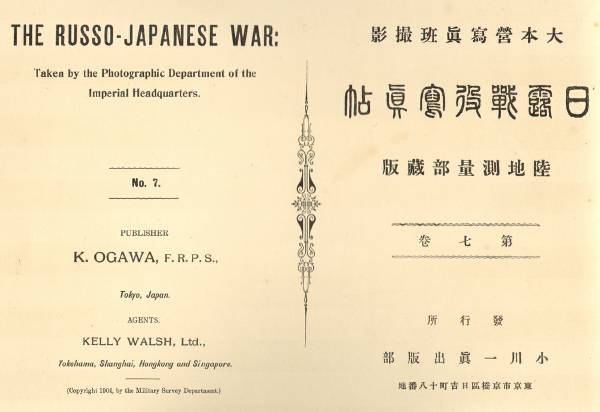 THE RUSSO-JAPANESE WAR:
Taken by the Photographic Department of the
Imperial Headquarters.
No. 7.
PUBLISHER
K. OGAWA, F. R. P. S.,
Tokyo, Japan.
AGENTS.
KELLY WALSH, Ltd.,
Yokohama, Shanghai, Hongkong and Singapore.
(Copyright by the Military Survey Department.)
大本營寫眞班撮影
日露戰役寫眞帖
陸地測量部藏版
第七卷
發行所
小川一眞出版部
東京市京橋區日吉町十八番地